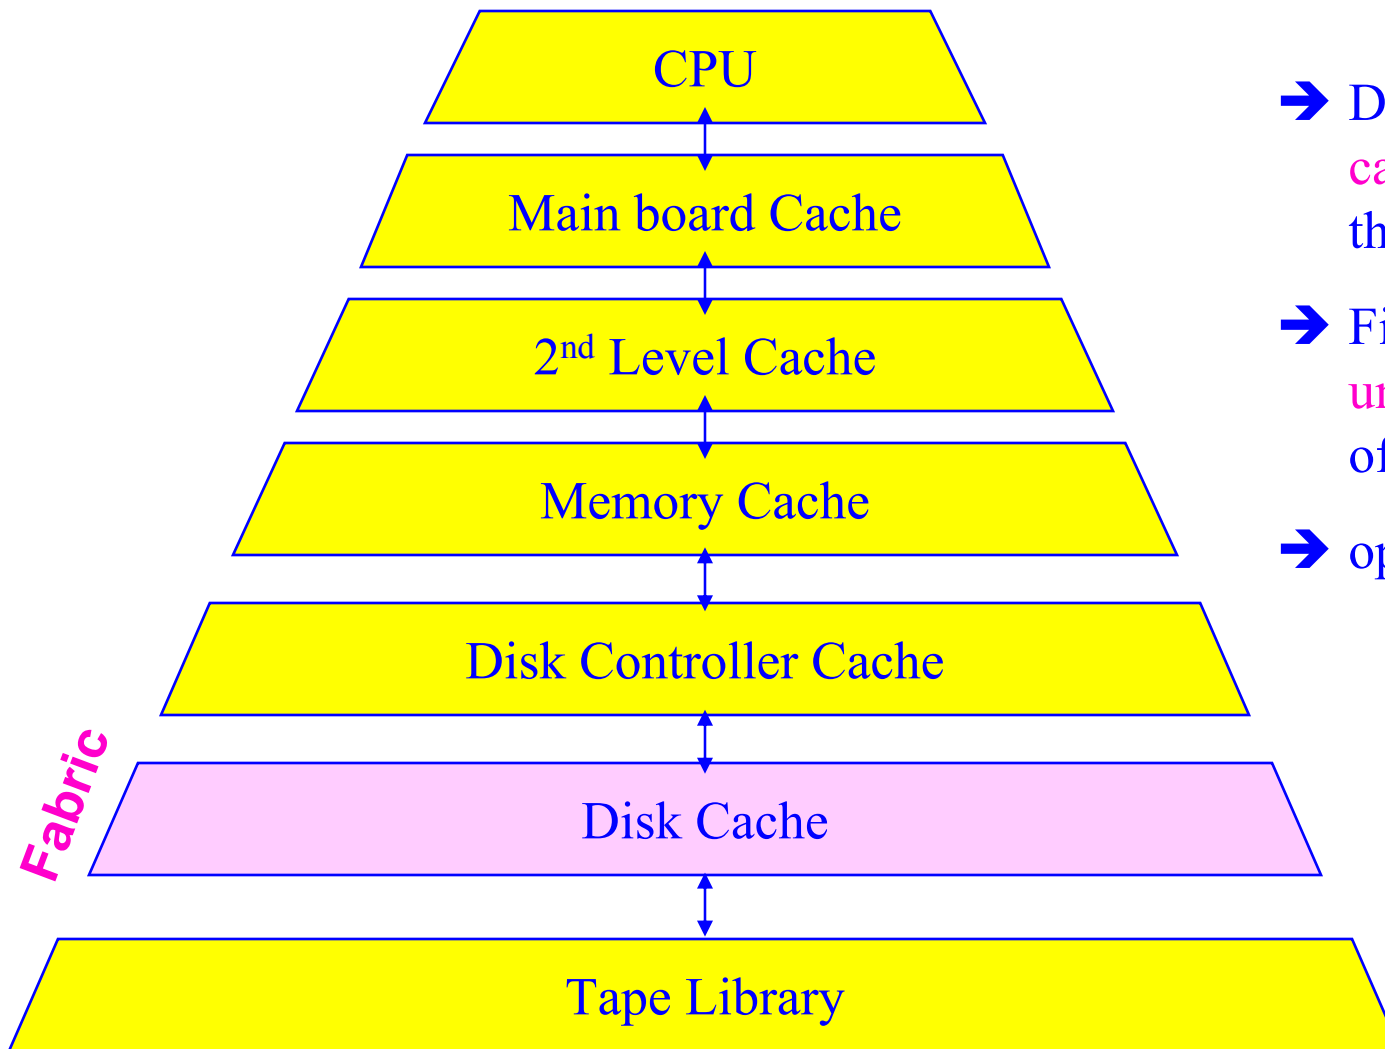 CPU
Main board Cache
2nd Level Cache
Memory Cache
Disk Controller Cache
Fabric
Disk Cache
Tape Library